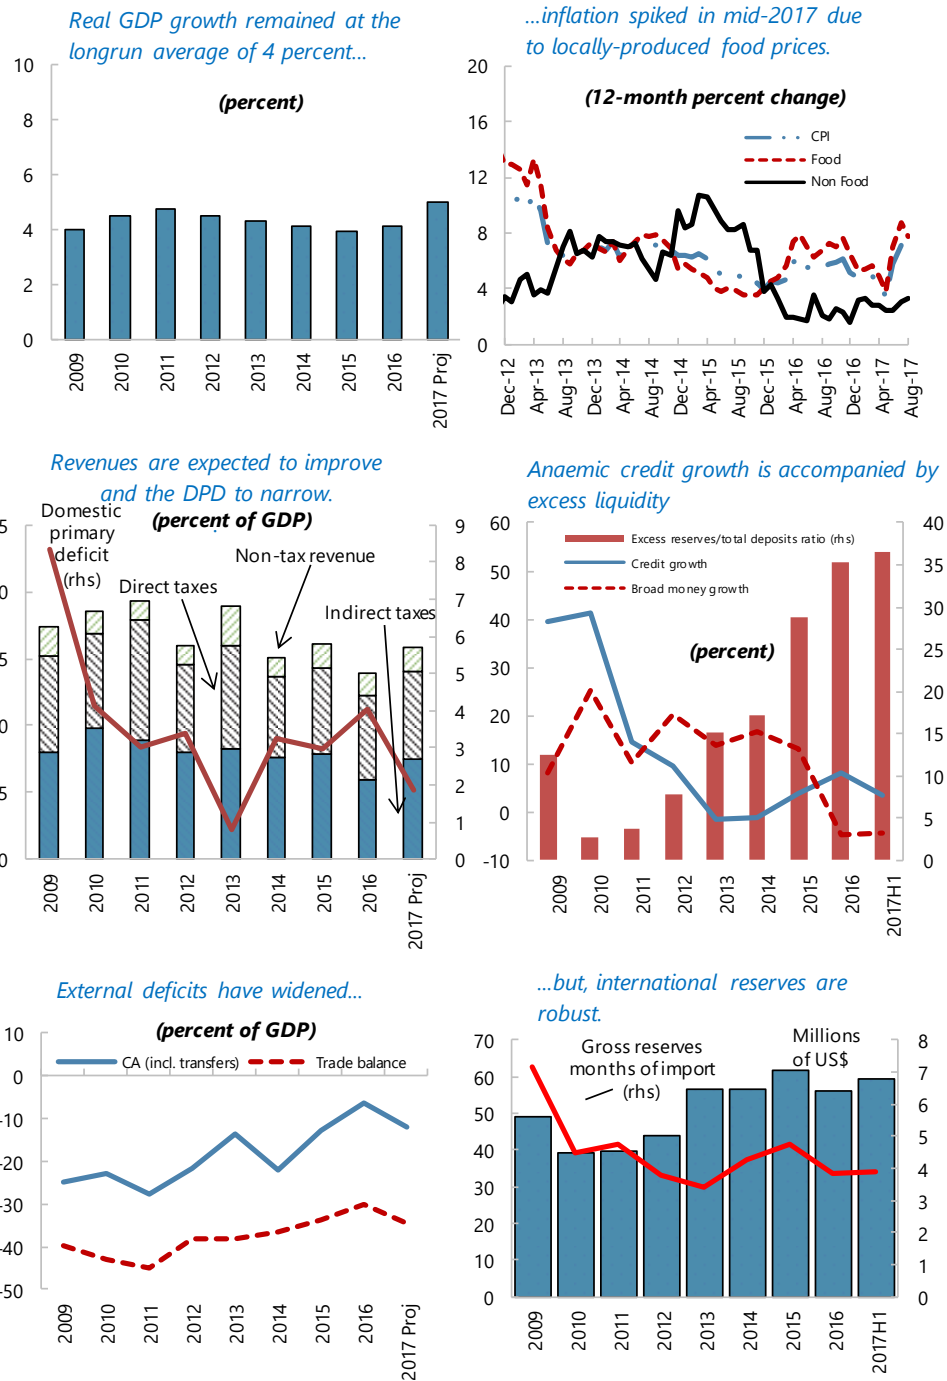 Real GDP growth remained at the
longrun average of 4 percent...
(percent)
10
8
6
4
2
0
2009
2010
2011
2012
2013
2014
2015
2016
2017 Proj
...inflation spiked in mid-2017 due
to locally-produced food prices.
(12-month percent change)
CPI
Food
Non Food
20
16
12
8
4
0
Dec-12
Apr-13
Aug-13
Dec-13
Apr-14
Aug-14
Dec-14
Apr-15
Aug-15
Dec-15
Apr-16
Aug-16
Dec-16
Apr-17
Aug-17
Revenues are expected to improve
and the DPD to narrow.
(percent of GDP)
Domestic
primary
deficit
(rhs)
Direct taxes
Non-tax revenue
Indirect taxes
5
0
5
0
5
0
9
8
7
6
5
4
3
2
1
0
2009
2010
2011
2012
2013
2014
2015
2016
2017 Proj
Anaemic credit growth is accompanied by
excess liquidity
Excess reserves/total deposits ratio (rhs)
Credit growth
Broad money growth
(percent)
60
50
40
30
20
10
0
-10
40
35
30
25
20
15
10
5
0
2009
2010
2011
2012
2013
2014
2015
2016
2017H1
External deficits have widened...
(percent of GDP)
CA (incl. transfers)
Trade balance
10
0
-10
-20
-30
-40
-50
2009
2010
2011
2012
2013
2014
2015
2016
2017 Proj
...but, international reserves are
robust.
Gross reserves
months of import
(rhs)
Millions
of US$
70
60
50
40
30
20
10
0
8
7
6
5
4
3
2
1
0
2009
2010
2011
2012
2013
2014
2015
2016
2017H1